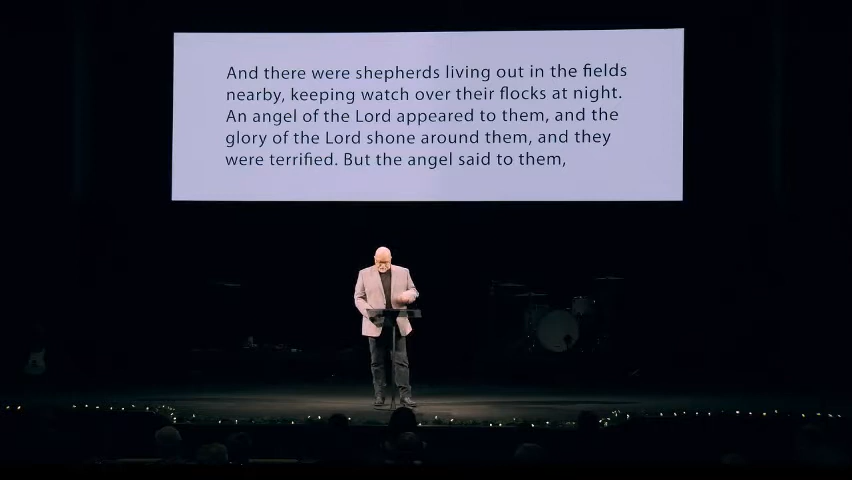 And there were shepherds living out in the fields
nearby, keeping watch over their flocks at night.
An angel of the Lord appeared to them, and the
glory of the Lord shone around them, and they
were terrified. But the angel said to them,